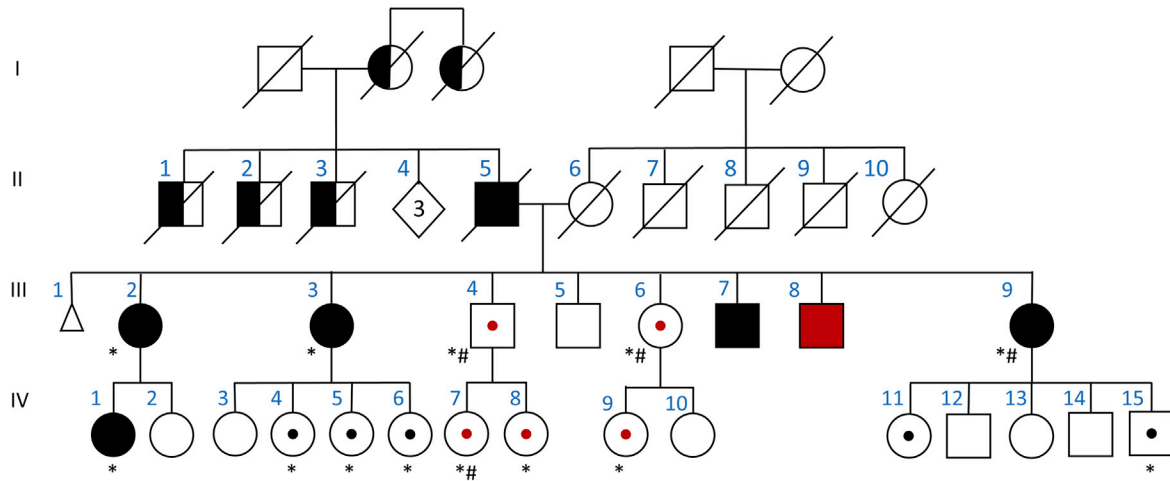 I
1 2 3 4 5 6 7 8 9 10
II
3
III 1 2 3 4 5 6 7 8 9
* * *# *# *#
IV 1 2 3 4 5 6 7 8 9 10 11 12 13 14 15
* * * * *# * * *